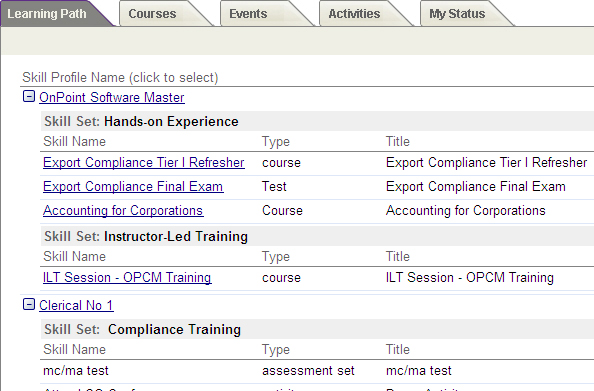 Learning Path Courses Events Activities My Status
Skill Profile Name (click to select)
OnPoint Software Master
Skill Set: Hands-on Experience
Skill Name Type Title
Export Compliance Tier I Refresher course Export Compliance Tier I Refresher
Export Compliance Final Exam Test Export Compliance Final Exam
Accounting for Corporations Course Accounting for Corporations
Skill Set: Instructor-Led Training
Skill Name Type Title
ILT Session - OPCM Training course ILT Session - OPCM Training
Clerical No 1
Skill Set: Compliance Training
Skill Name Type Title
mc/ma test assessment set mc/ma test